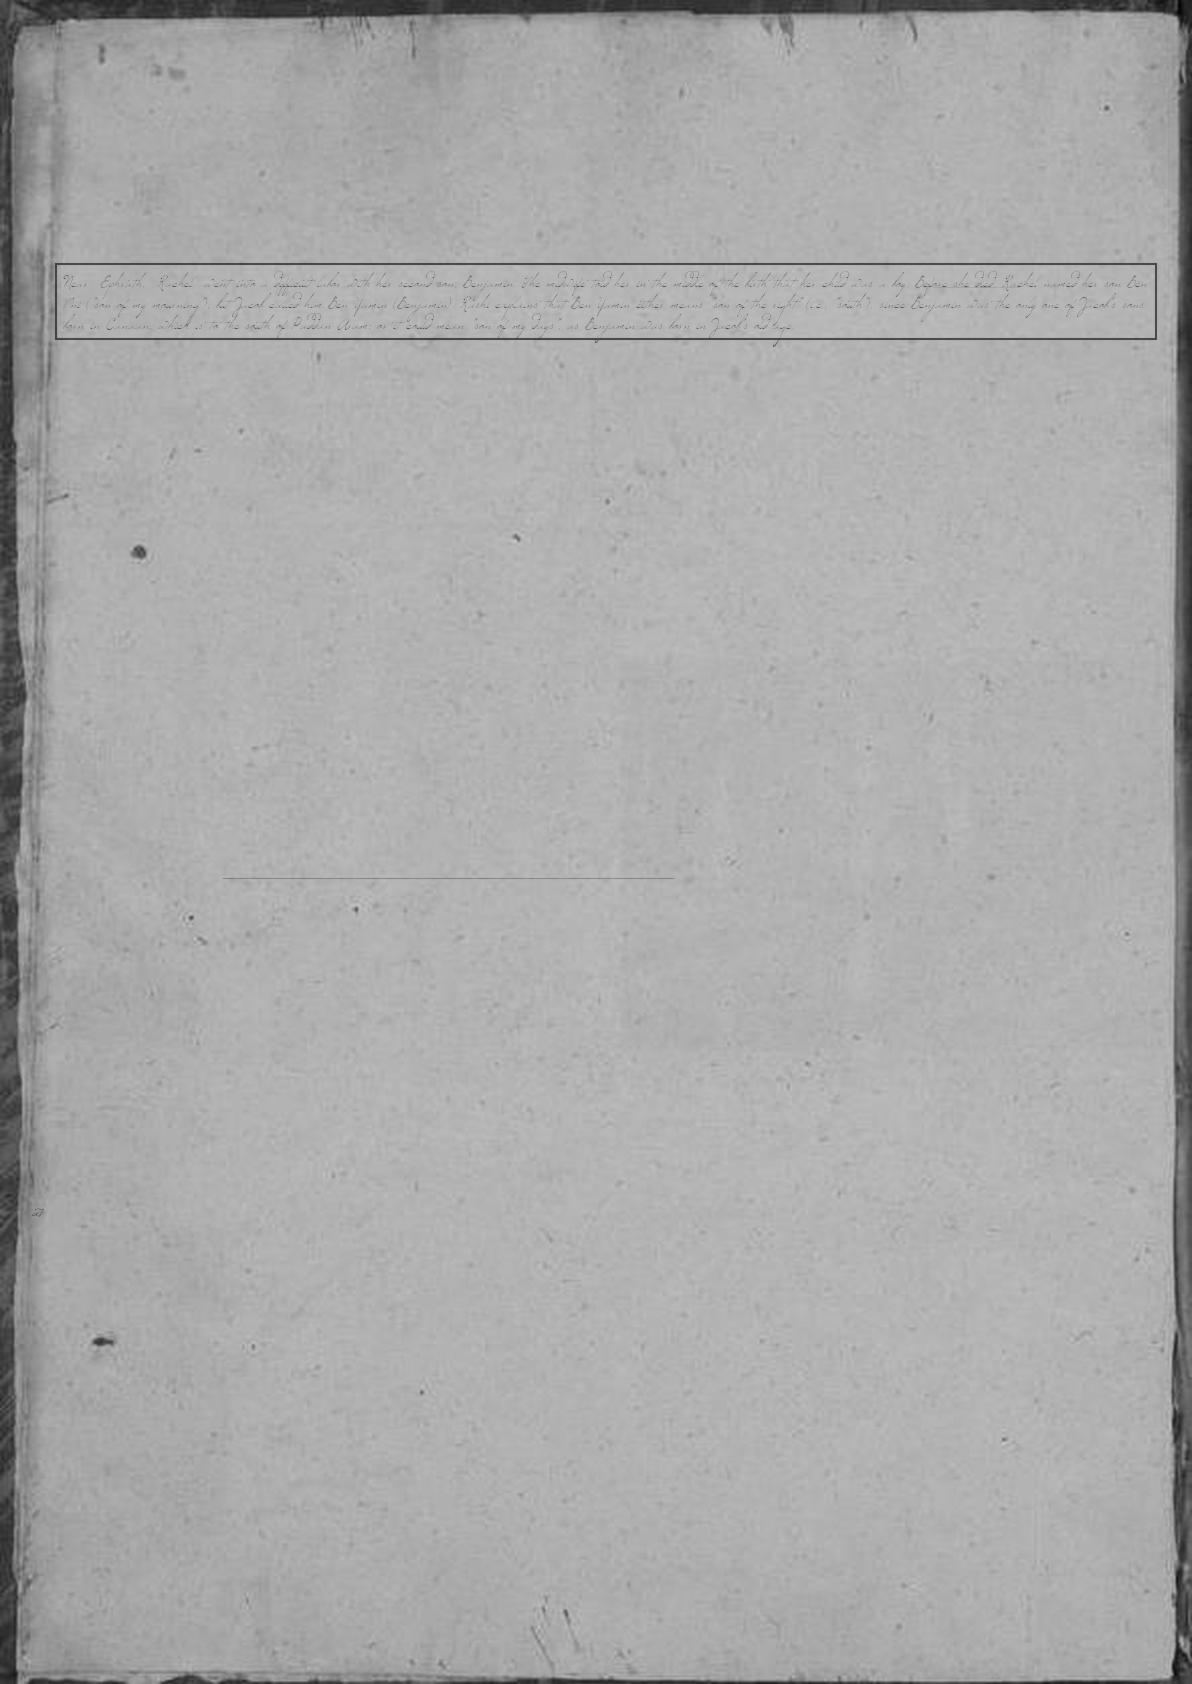 Near Ephrath, Rachel went into a difficult labor with her second son, Benjamin. The midwife told her in the middle of the birth that her child was a boy. Before she died, Rachel named her son Ben
Oni ("son of my mourning"), but Jacob called him Ben Yamin (Benjamin). Rashi explains that Ben Yamin either means "son of the right" (i.e., "south"), since Benjamin was the only one of Jacob's sons
born in Canaan, which is to the south of Paddan Aram; or it could mean "son of my days," as Benjamin was born in Jacob's old age.